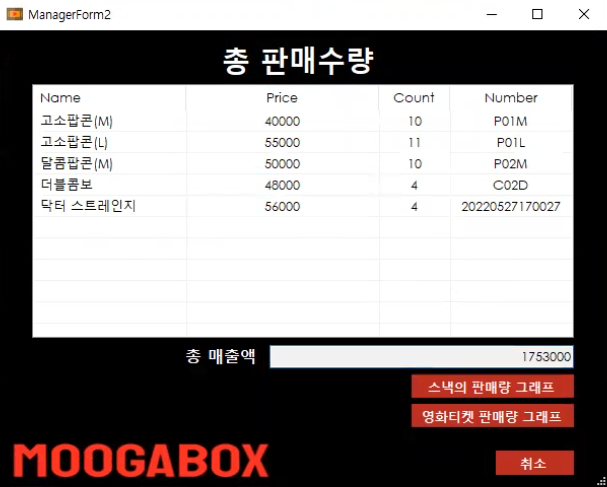 ManagerForm2
총 판매수량
Name Price Count Number
고소팝콘(M) 40000 10 P01M
고소팝콘(L) 55000 11 P01L
달콤팝콘(M) 50000 10 P02M
더블콤보 48000 4 C02D
닥터 스트레인지 56000 4 20220527170027
총 매출액 1753000
스낵의 판매량 그래프
영화티켓 판매량 그래프
MOOGABOX 취소